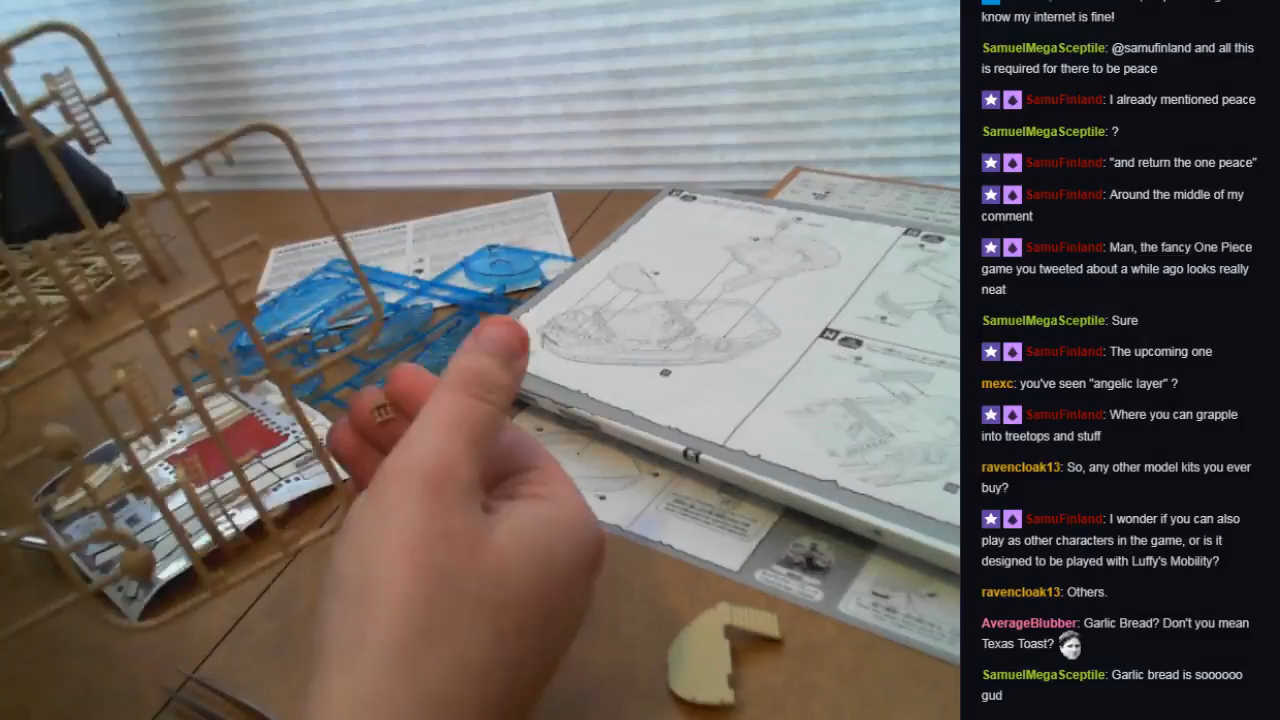 know my internet is fine!
SamuelMegaSceptile: @samufinland and all this
is required for there to be peace
SamuFinland: I already mentioned peace
SamuelMegaSceptile: ?
SamuFinland: "and return the one peace"
SamuFinland: Around the middle of my
comment
SamuFinland: Man, the fancy One Piece
game you tweeted about a while ago looks really
neat
SamuelMegaSceptile: Sure
SamuFinland: The upcoming one
mexc: you've seen "angelic layer" ?
SamuFinland: Where you can grapple
into treetops and stuff
ravencloak13: So, any other model kits you ever
buy?
SamuFinland: I wonder if you can also
play as other characters in the game, or is it
designed to be played with Luffy's Mobility?
ravencloak13: Others.
AverageBlubber: Garlic Bread? Don't you mean
Texas Toast?
SamuelMegaSceptile: Garlic bread is soooooo
gud